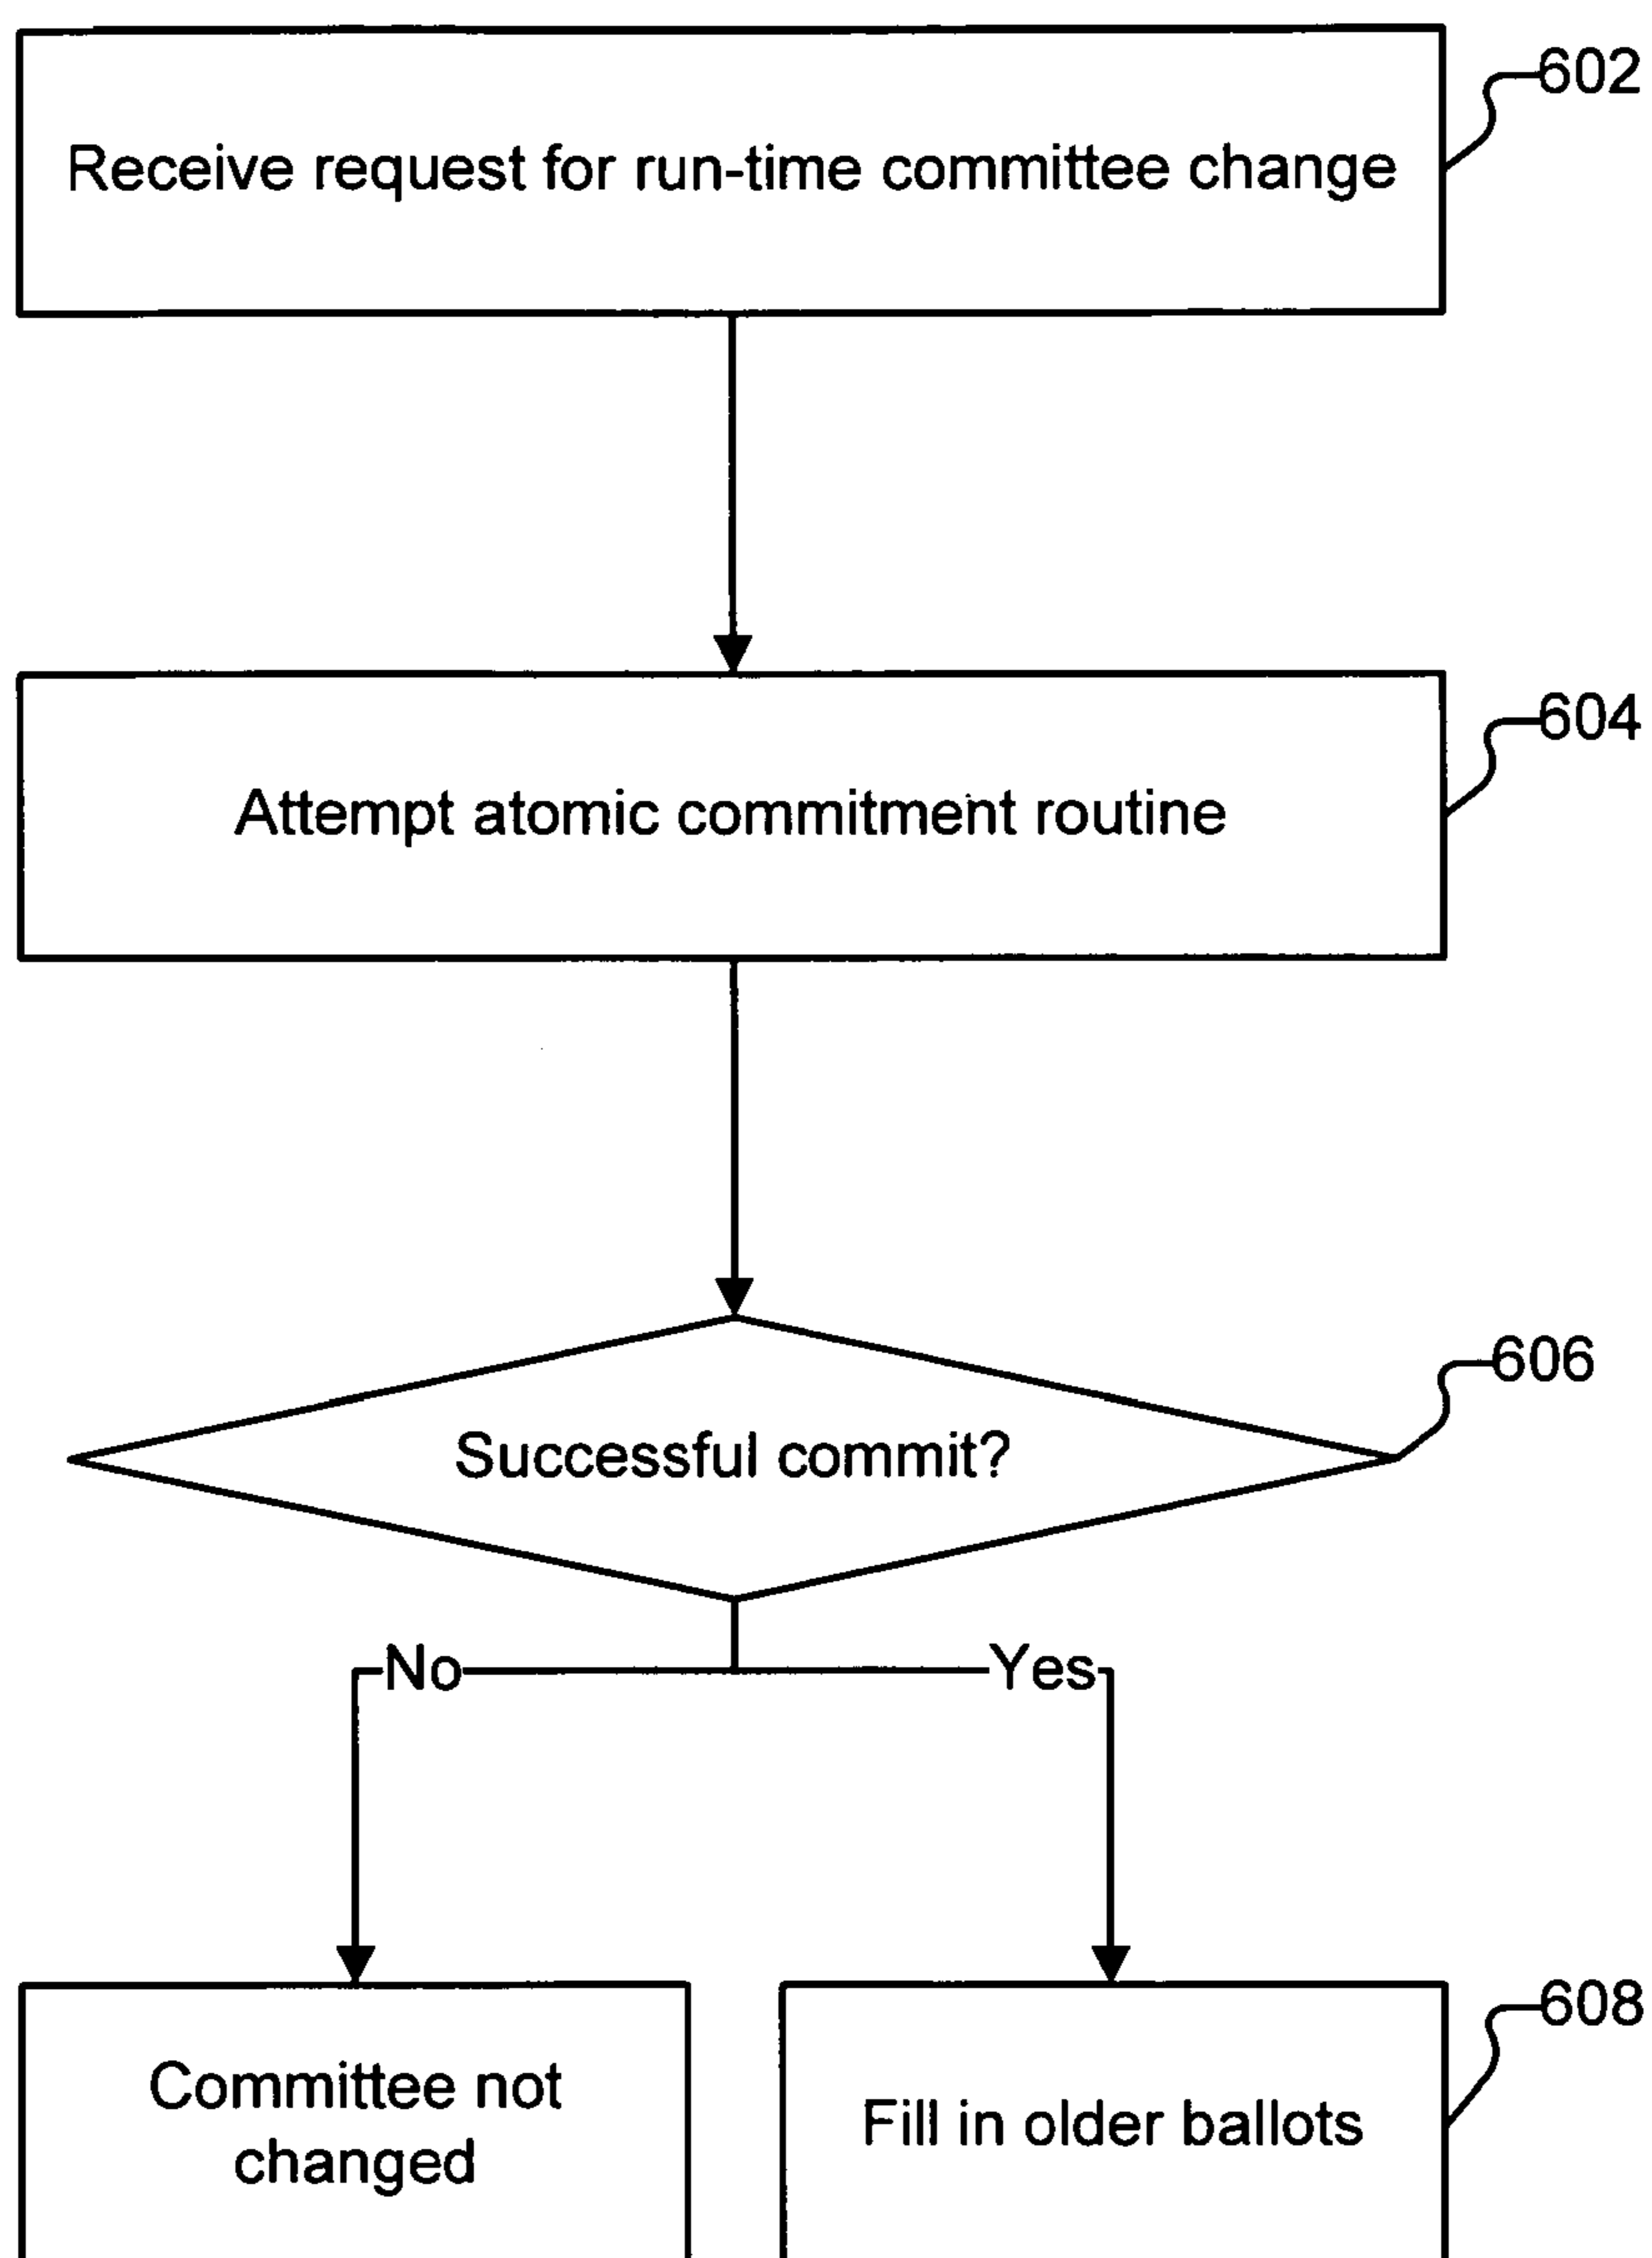 602
Receive request for run-time committee change
604
Attempt atomic commitment routine
606
Successful commit?
No
Yes
608
Committee not
changed
Fill in older ballots